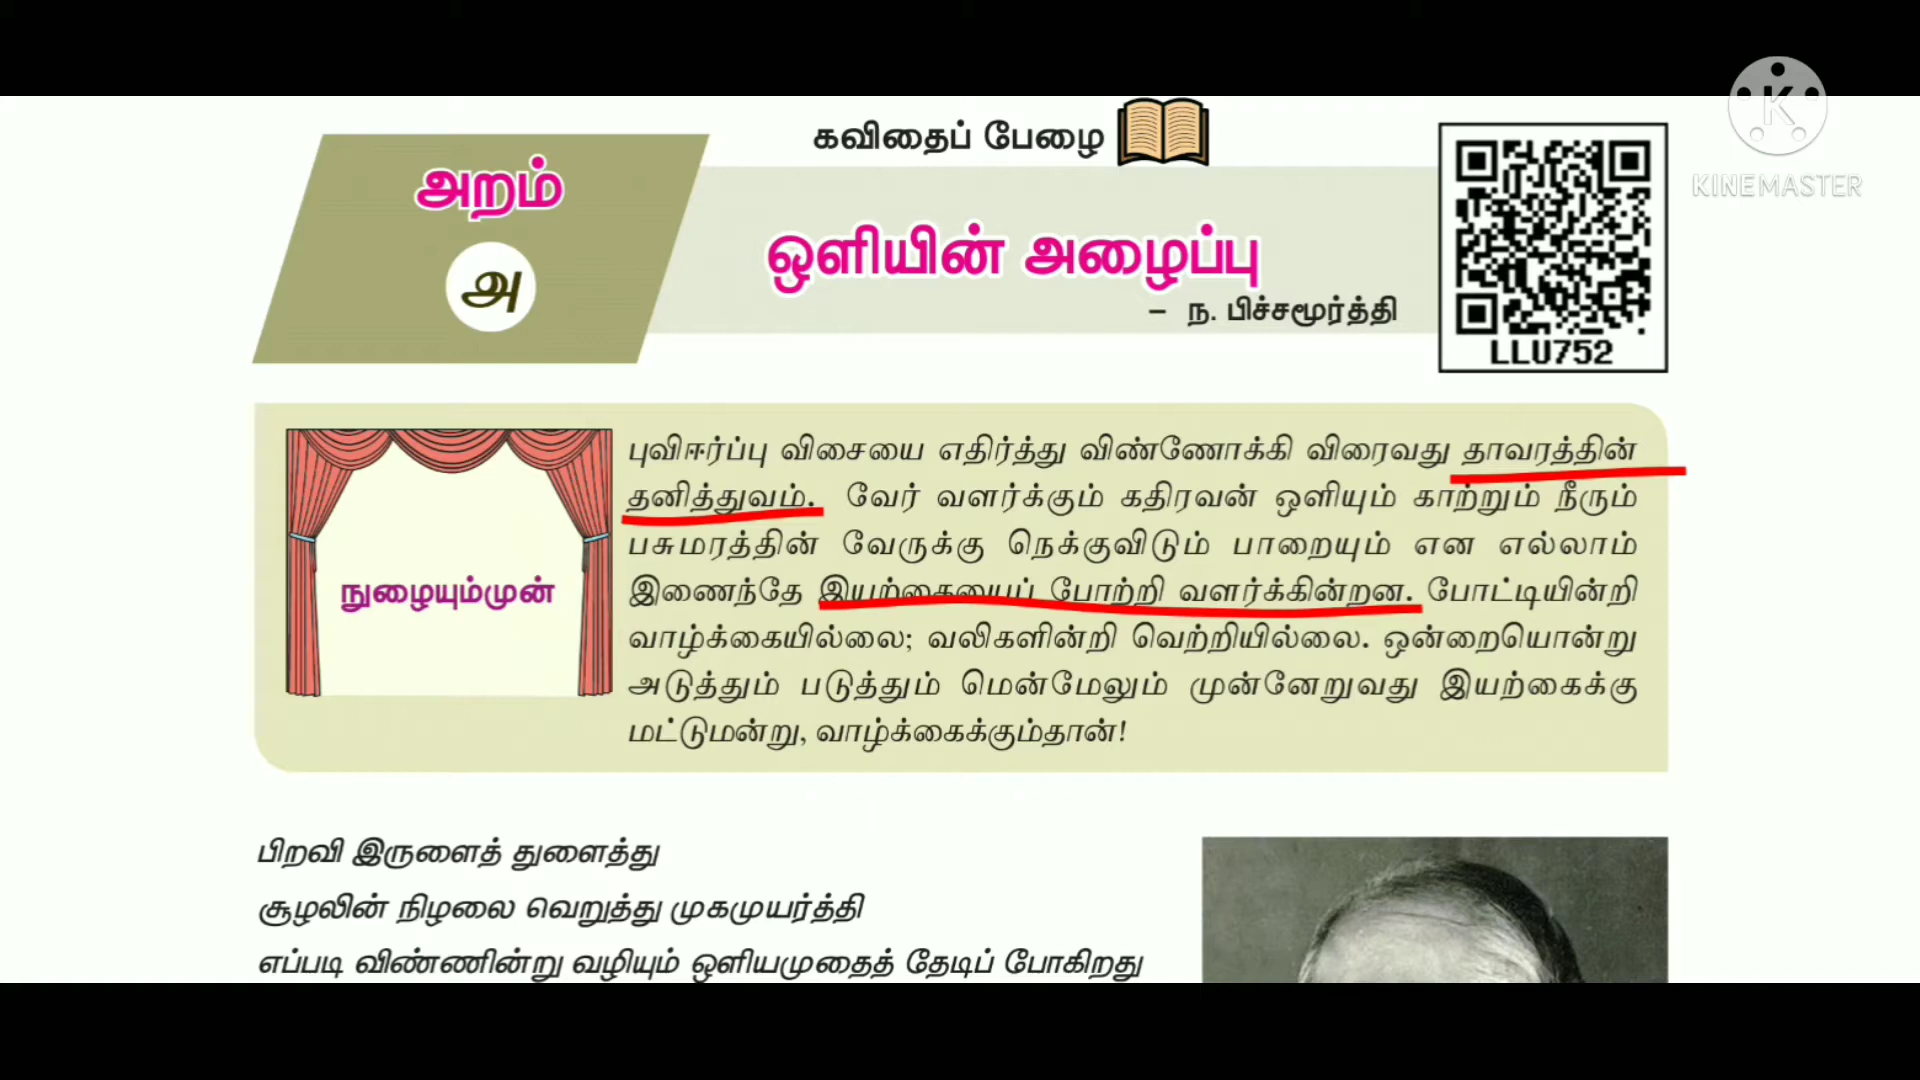 கவிதைப் பேழை
அறம்
அ
ஒளியின் அழைப்பு
– ந. பிச்சமூர்த்தி
LLU752
K
KINEMASTER
நுழையும்முன்
புவிஈர்ப்பு விசையை எதிர்த்து விண்ணோக்கி விரைவது தாவரத்தின்
தனித்துவம். வேர் வளர்க்கும் கதிரவன் ஒளியும் காற்றும் நீரும்
பசுமரத்தின் வேருக்கு நெக்குவிடும் பாறையும் என எல்லாம்
இணைந்தே இயற்கையைப் போற்றி வளர்க்கின்றன. போட்டியின்றி
வாழ்க்கையில்லை; வலிகளின்றி வெற்றியில்லை. ஒன்றையொன்று
அடுத்தும் படுத்தும் மென்மேலும் முன்னேறுவது இயற்கைக்கு
மட்டுமன்று, வாழ்க்கைக்கும்தான்!
பிறவி இருளைத் துளைத்து
சூழலின் நிழலை வெறுத்து முகமுயர்த்தி
எப்படி விண்ணின்று வழியும் ஒளியமுதைத் தேடிப் போகிறது